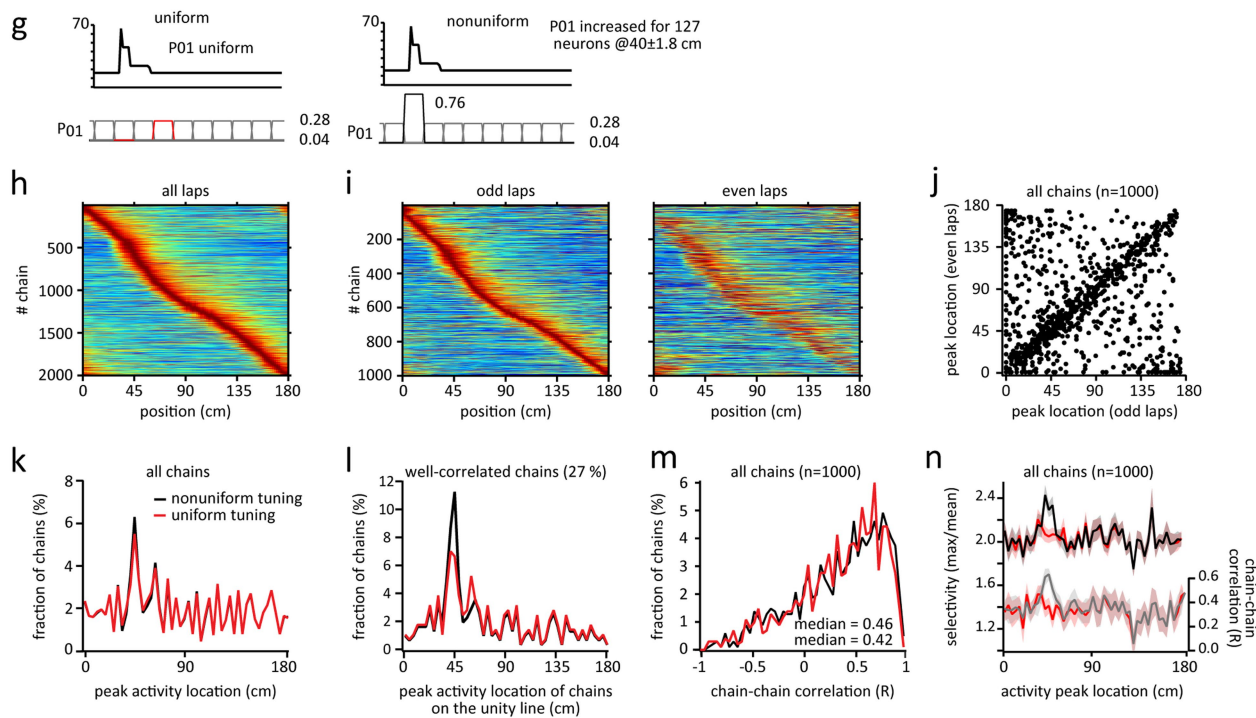 g
uniform
70
P01 uniform
P01
0.28
0.04
nonuniform
70
P01 increased for 127
neurons @40±1.8 cm
0.76
P01
0.28
0.04
h
all laps
# chain
500
1000
1500
2000
0 45 90 135 180
position (cm)
i
odd laps
# chain
200
400
600
800
1000
0 45 90 135 180
position (cm)
even laps
0 45 90 135 180
position (cm)
j
all chains (n=1000)
peak location (even laps)
180
135
90
45
0
0 45 90 135 180
peak location (odd laps)
k
all chains
fraction of chains (%)
8
6
4
2
0
nonuniform tuning
uniform tuning
0 90 180
peak activity location (cm)
l
well-correlated chains (27 %)
fraction of chains (%)
12
10
8
6
4
2
0
0 45 90 135 180
peak activity location of chains
on the unity line (cm)
m
all chains (n=1000)
fraction of chains (%)
6
5
4
3
2
1
0
median = 0.46
median = 0.42
-1 -0.5 0 0.5 1
chain-chain correlation (R)
n
all chains (n=1000)
selectivity (max/mean)
2.4
2.0
1.6
1.2
0.6
0.4
0.2
0.0
chain-chain
correlation (R)
0 90 180
activity peak location (cm)